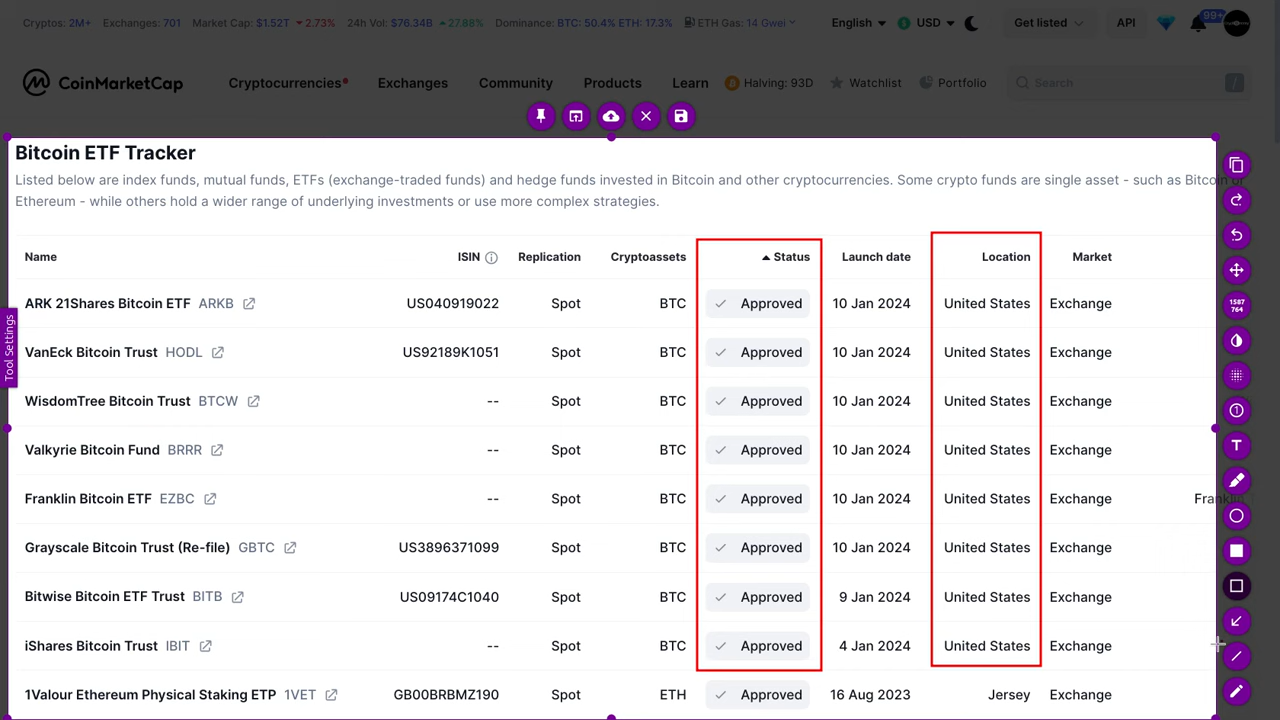 Cryptos: 2M+ Exchanges: 701 Market Cap: $1.52T 2.73% 24h Vol: $76.34B 27.88% Dominance: BTC: 50.4% ETH: 17.3% ETH Gas: 14 Gwei English USD Get listed API 99+
CoinMarketCap Cryptocurrencies Exchanges Community Products Learn Halving: 93D Watchlist Portfolio Search /
Bitcoin ETF Tracker
Listed below are index funds, mutual funds, ETFs (exchange-traded funds) and hedge funds invested in Bitcoin and other cryptocurrencies. Some crypto funds are single asset - such as Bitcoin or
Ethereum - while others hold a wider range of underlying investments or use more complex strategies.
Name ISIN Replication Cryptoassets Status Launch date Location Market
ARK 21Shares Bitcoin ETF ARKB US040919022 Spot BTC Approved 10 Jan 2024 United States Exchange
VanEck Bitcoin Trust HODL US92189K1051 Spot BTC Approved 10 Jan 2024 United States Exchange
WisdomTree Bitcoin Trust BTCW -- Spot BTC Approved 10 Jan 2024 United States Exchange
Valkyrie Bitcoin Fund BRRR -- Spot BTC Approved 10 Jan 2024 United States Exchange
Franklin Bitcoin ETF EZBC -- Spot BTC Approved 10 Jan 2024 United States Exchange
Grayscale Bitcoin Trust (Re-file) GBTC US3896371099 Spot BTC Approved 10 Jan 2024 United States Exchange
Bitwise Bitcoin ETF Trust BITB US09174C1040 Spot BTC Approved 9 Jan 2024 United States Exchange
iShares Bitcoin Trust IBIT -- Spot BTC Approved 4 Jan 2024 United States Exchange
1Valour Ethereum Physical Staking ETP 1VET GB00BRBMZ190 Spot ETH Approved 16 Aug 2023 Jersey Exchange
Tool Settings
1587
764
1
T